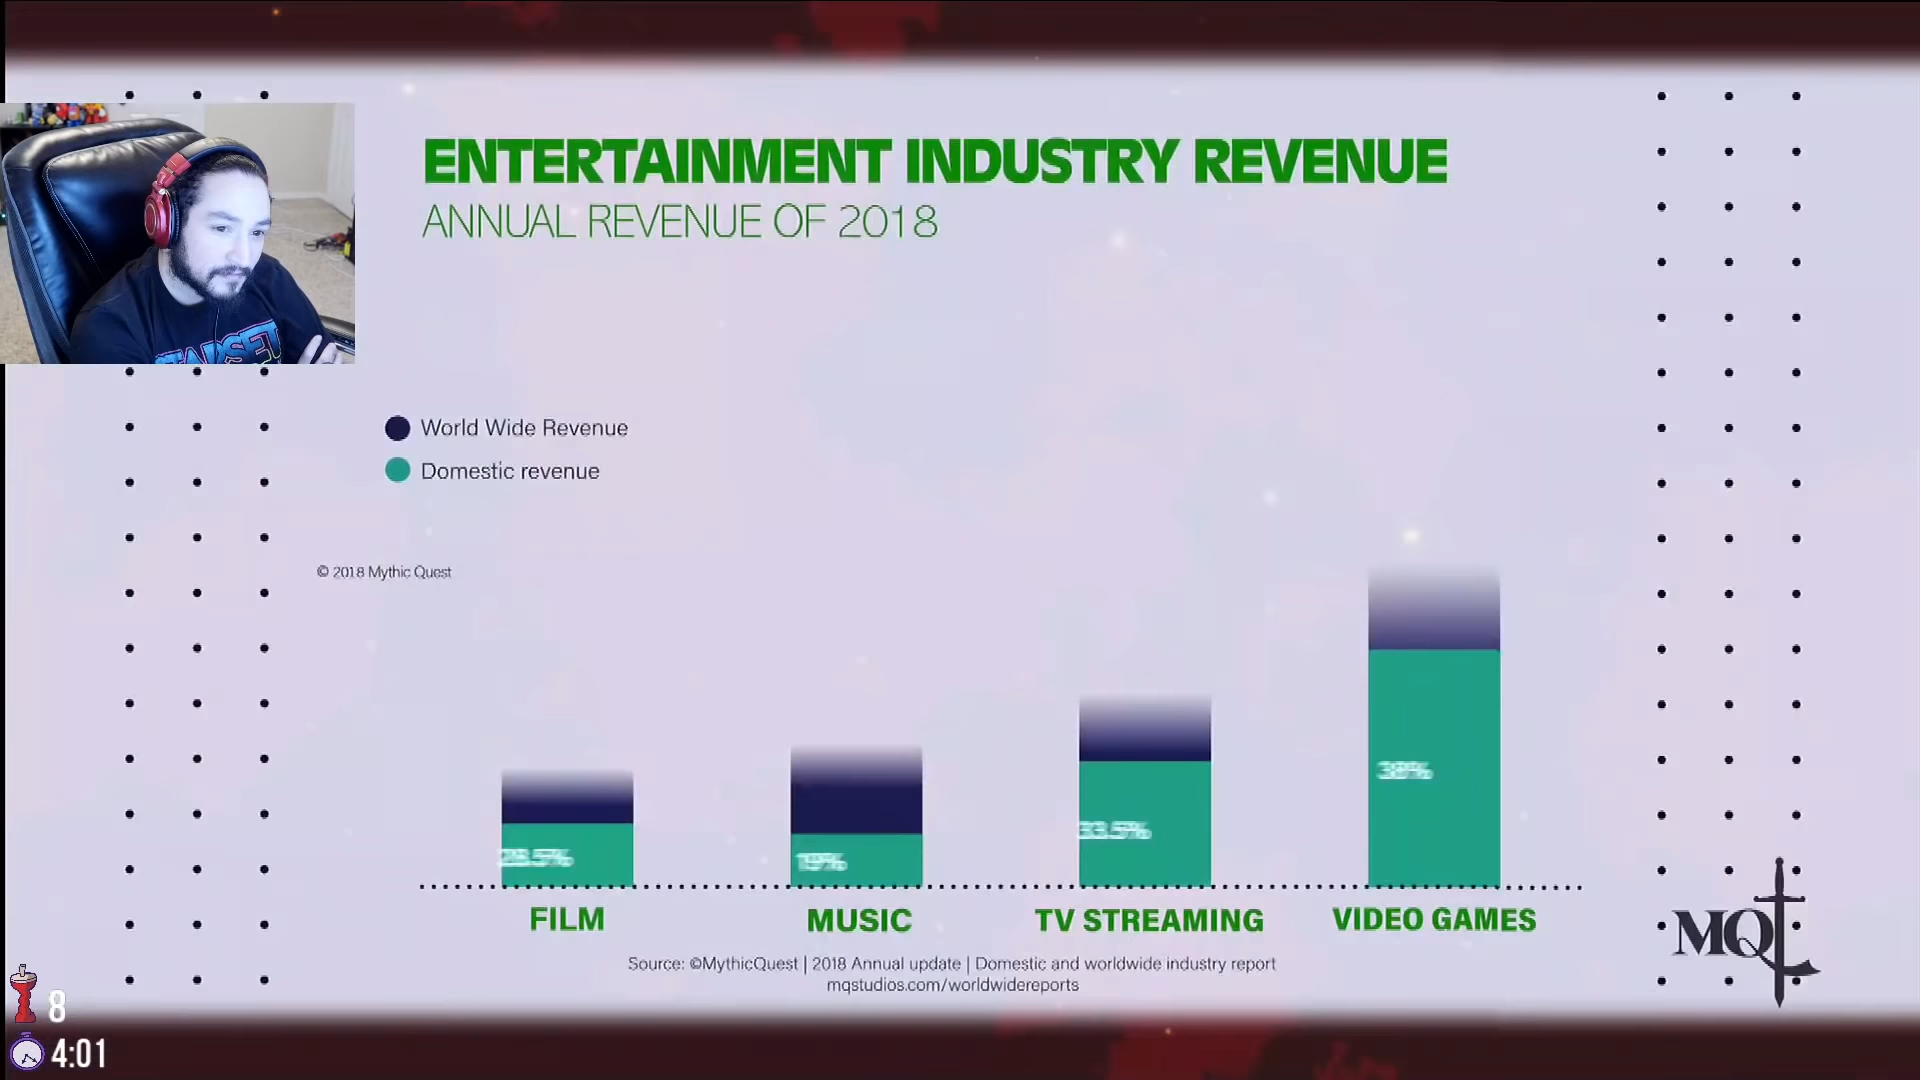 ENTERTAINMENT INDUSTRY REVENUE
ANNUAL REVENUE OF 2018
World Wide Revenue
Domestic revenue
© 2018 Mythic Quest
28.5%
19%
33.5%
38%
FILM
MUSIC
TV STREAMING
VIDEO GAMES
Source: ©MythicQuest | 2018 Annual update | Domestic and worldwide industry report
mqstudios.com/worldwidereports
MQ
8
4:01